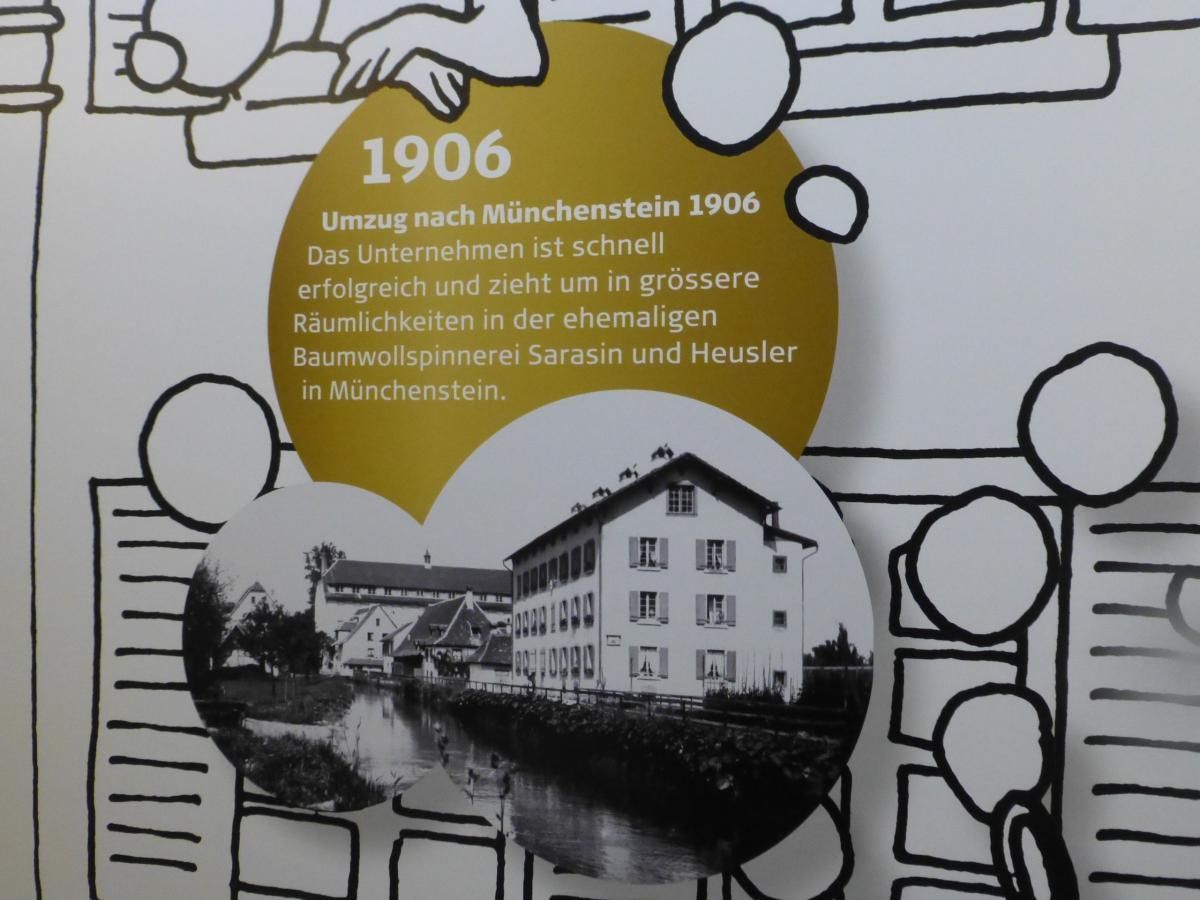 1906
Umzug nach Münchenstein 1906
Das Unternehmen ist schnell
erfolgreich und zieht um in grössere
Räumlichkeiten in der ehemaligen
Baumwollspinnerei Sarasin und Heusler
in Münchenstein.